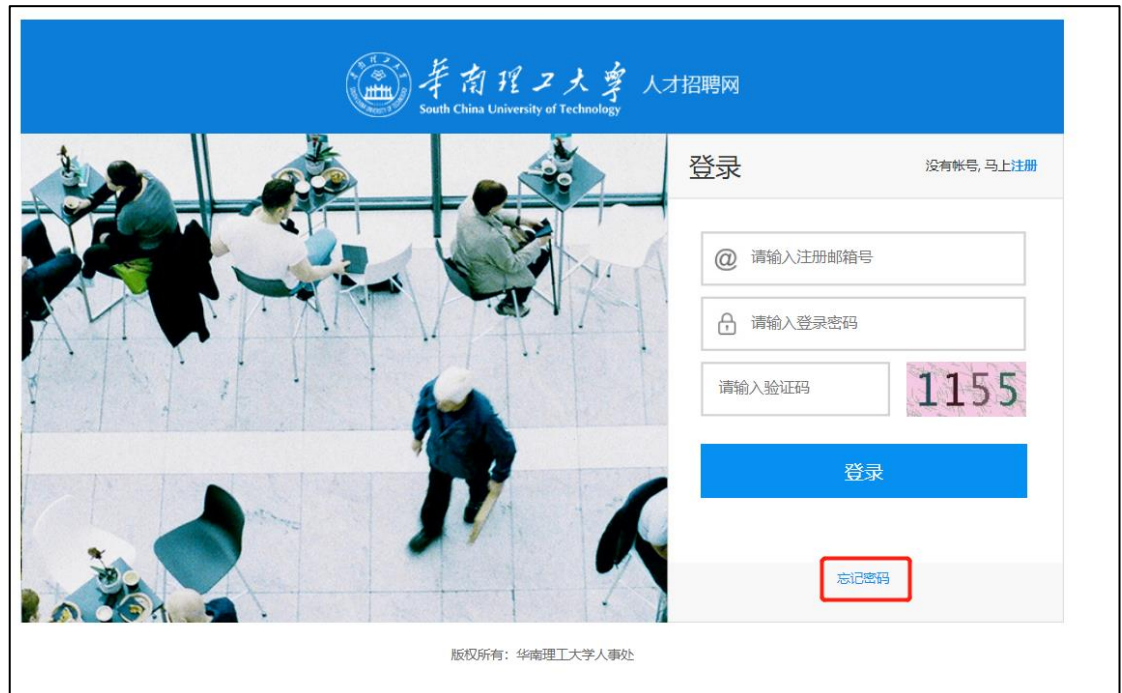 華南理工大學 人才招聘网
South China University of Technology
登录
没有帐号, 马上注册
@ 请输入注册邮箱号
请输入登录密码
请输入验证码
1155
登录
忘记密码
版权所有：华南理工大学人事处